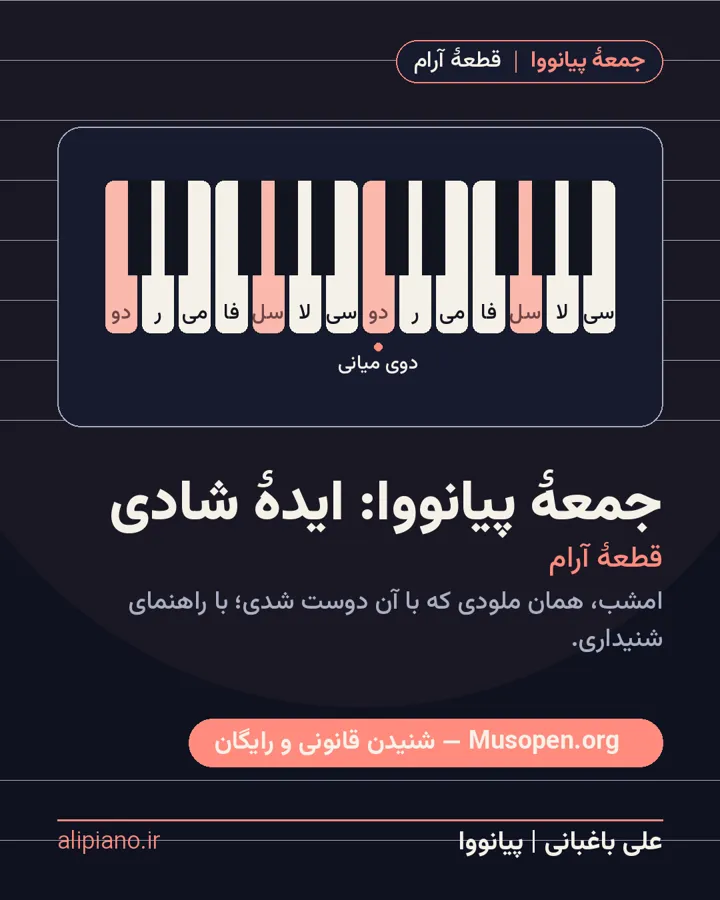 جمعهٔ پیانووا | قطعهٔ آرام
دو ر می فا سل لا سی دو ر می فا سل لا سی
دوی میانی
جمعهٔ پیانووا: ایدهٔ شادی
قطعهٔ آرام
امشب، همان ملودی که با آن دوست شدی؛ با راهنمای
شنیداری.
Musopen.org — شنیدن قانونی و رایگان
علی باغبانی | پیانووا
alipiano.ir